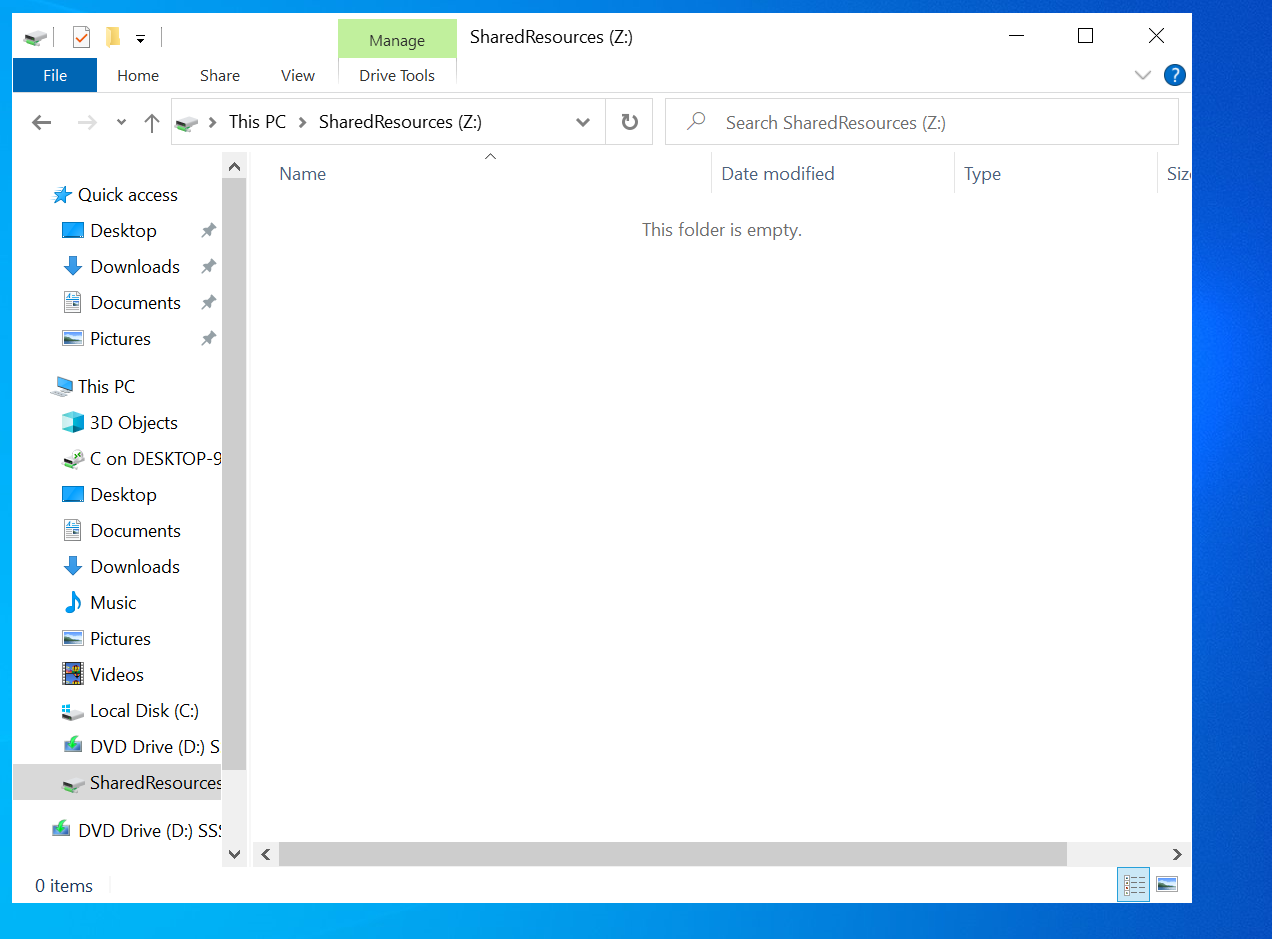 Manage
SharedResources (Z:)
File
Home
Share
View
Drive Tools
?
This PC
SharedResources (Z:)
Search SharedResources (Z:)
Name
Date modified
Type
Siz
This folder is empty.
Quick access
Desktop
Downloads
Documents
Pictures
This PC
3D Objects
C on DESKTOP-9
Desktop
Documents
Downloads
Music
Pictures
Videos
Local Disk (C:)
DVD Drive (D:) S
SharedResources
DVD Drive (D:) SSS
0 items